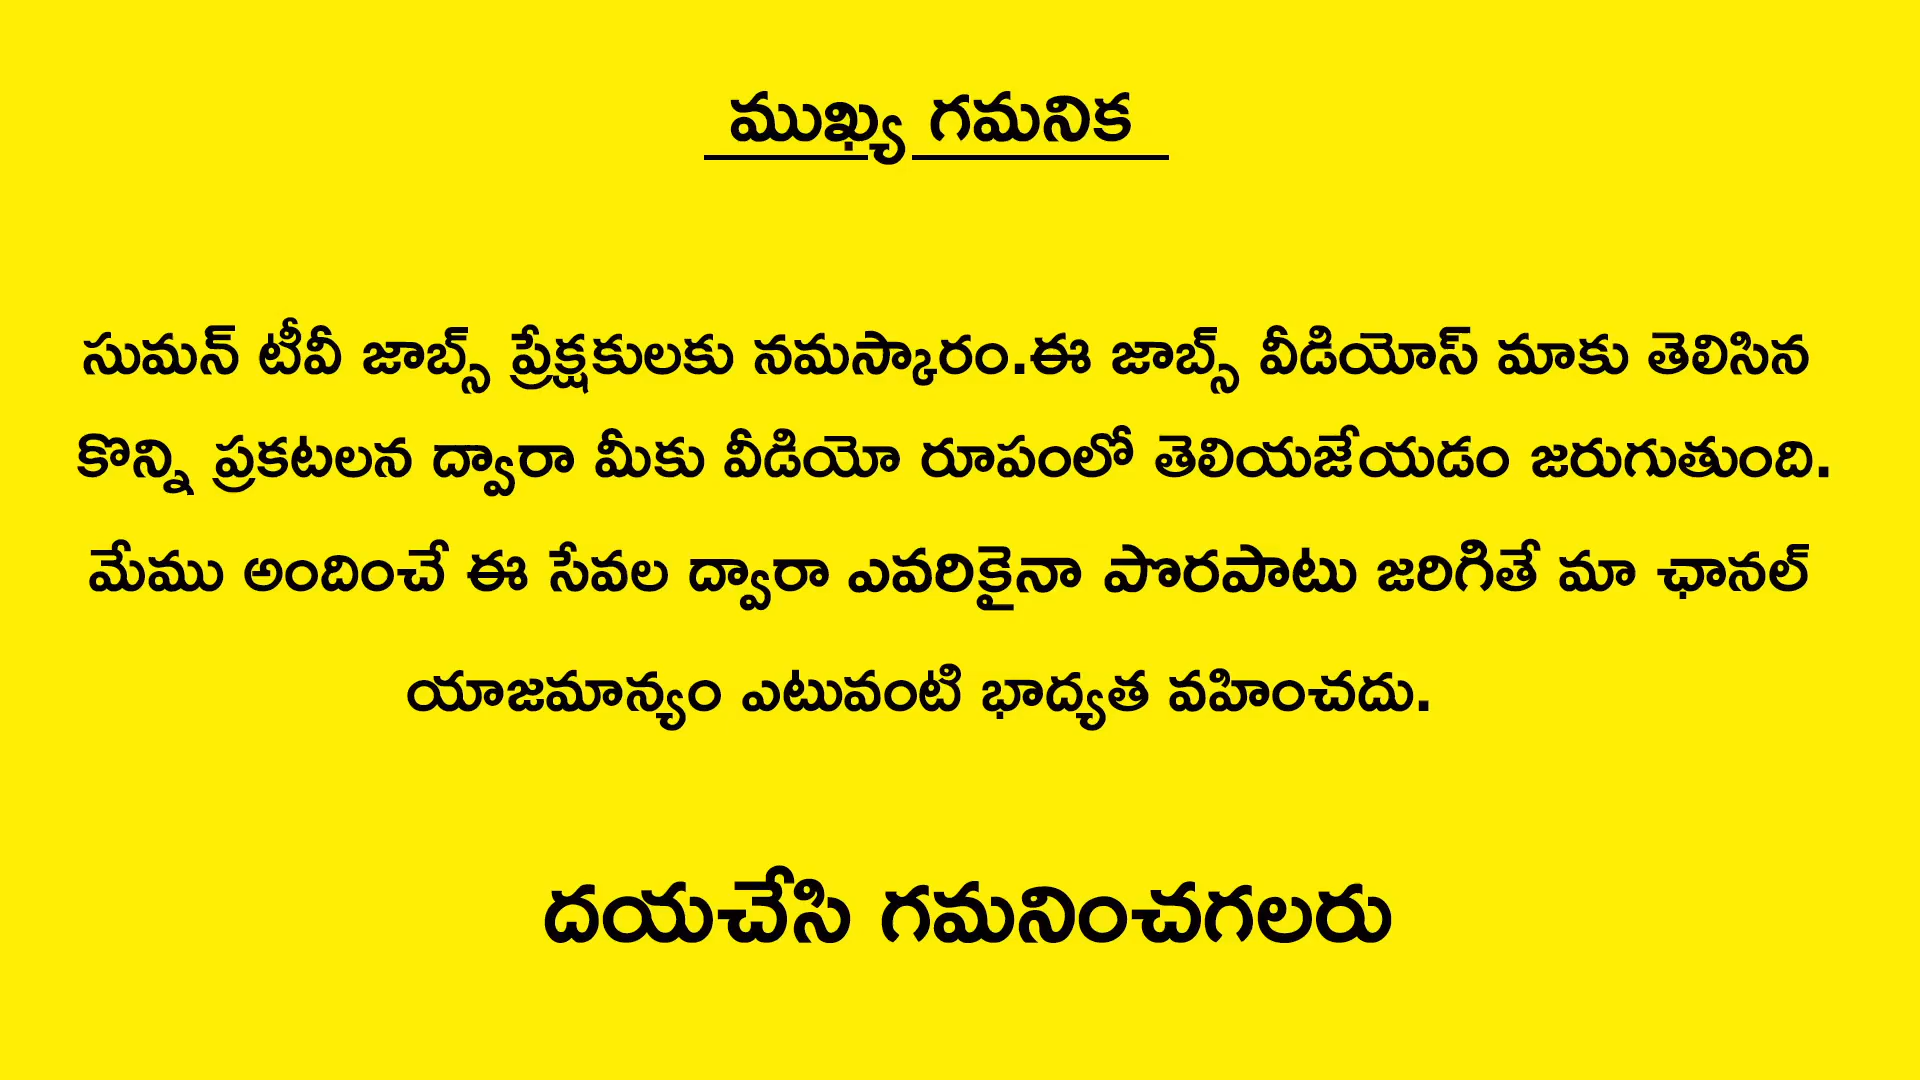 ముఖ్య గమనిక
సుమన్ టీవీ జాబ్స్ ప్రేక్షకులకు నమస్కారం.ఈ జాబ్స్ వీడియోస్ మాకు తెలిసిన
కొన్ని ప్రకటలన ద్వారా మీకు వీడియో రూపంలో తెలియజేయడం జరుగుతుంది.
మేము అందించే ఈ సేవల ద్వారా ఎవరికైనా పొరపాటు జరిగితే మా ఛానల్
యాజమాన్యం ఎటువంటి భాద్యత వహించదు.
దయచేసి గమనించగలరు